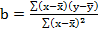 b = ∑(x−x̄)(y−ȳ) / ∑(x−x̄)²